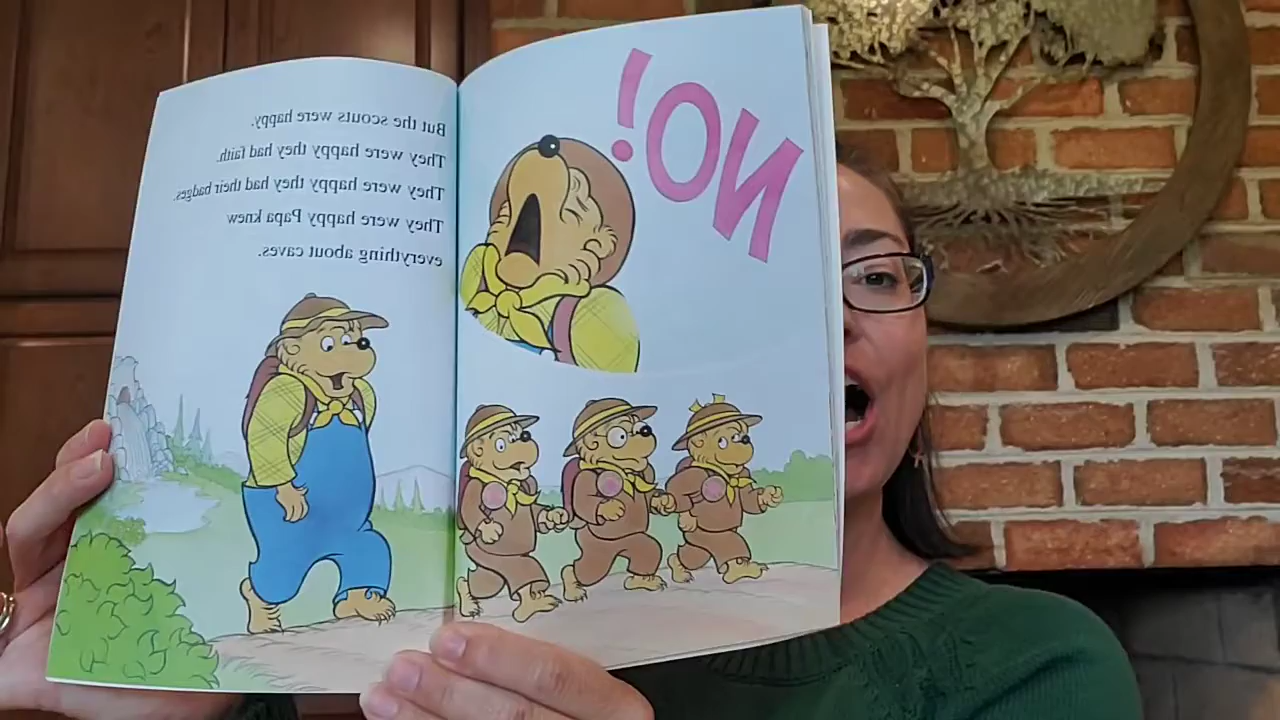 But the scouts were happy.
They were happy they had faith.
They were happy they had their badges.
They were happy Papa knew
everything about caves.
NO!